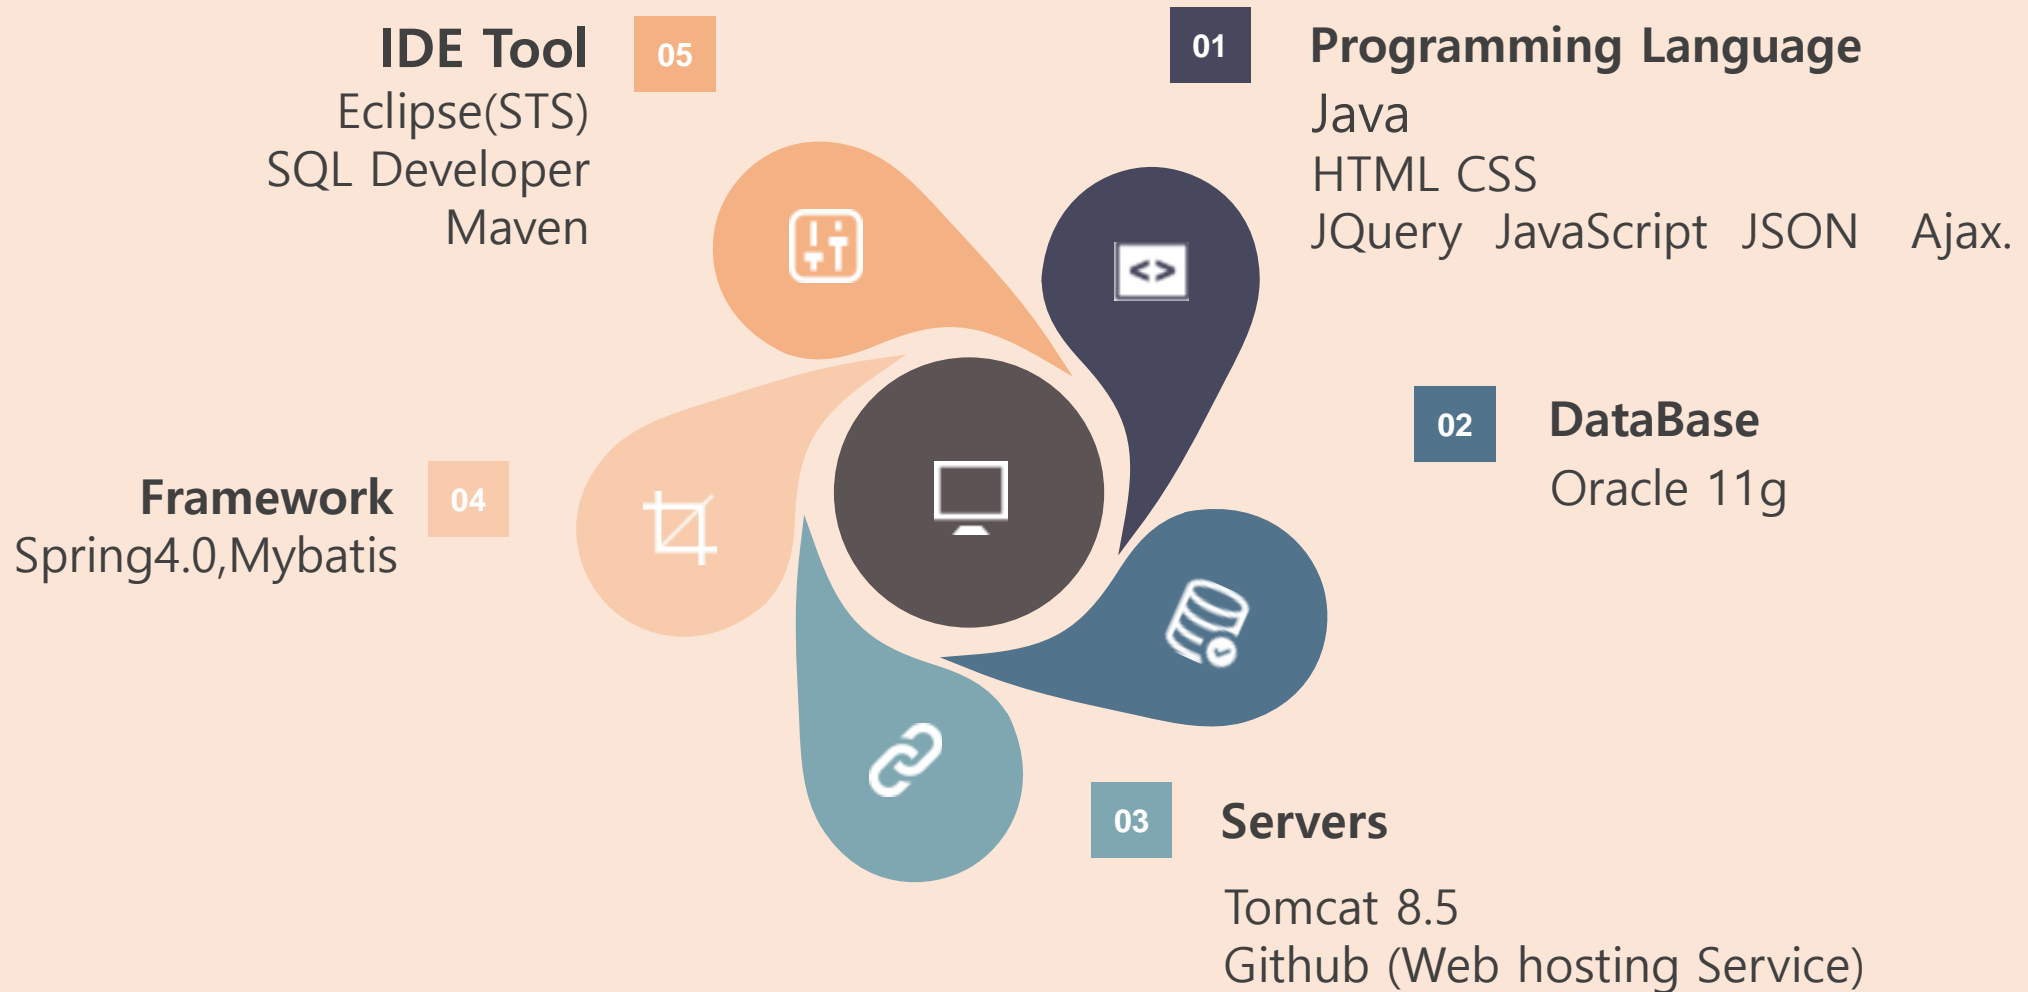 01
Programming Language
Java
HTML CSS
JQuery JavaScript JSON Ajax.
02
DataBase
Oracle 11g
03
Servers
Tomcat 8.5
Github (Web hosting Service)
04
Framework
Spring4.0,Mybatis
05
IDE Tool
Eclipse(STS)
SQL Developer
Maven
<>